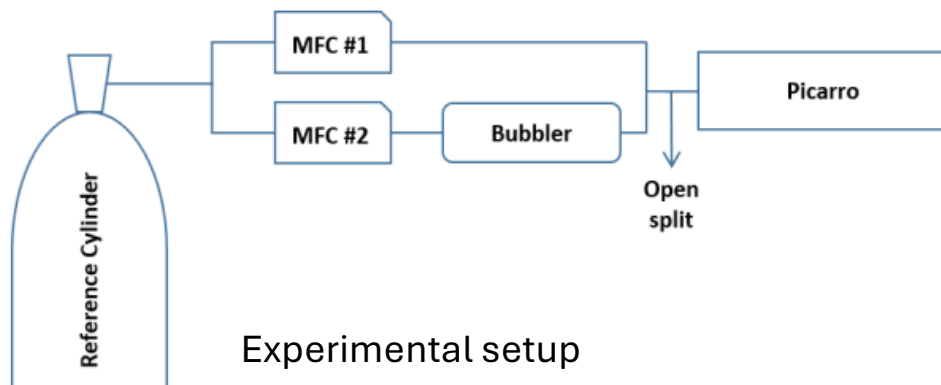 MFC #1
Picarro
MFC #2
Bubbler
Open
split
Reference Cylinder
Experimental setup